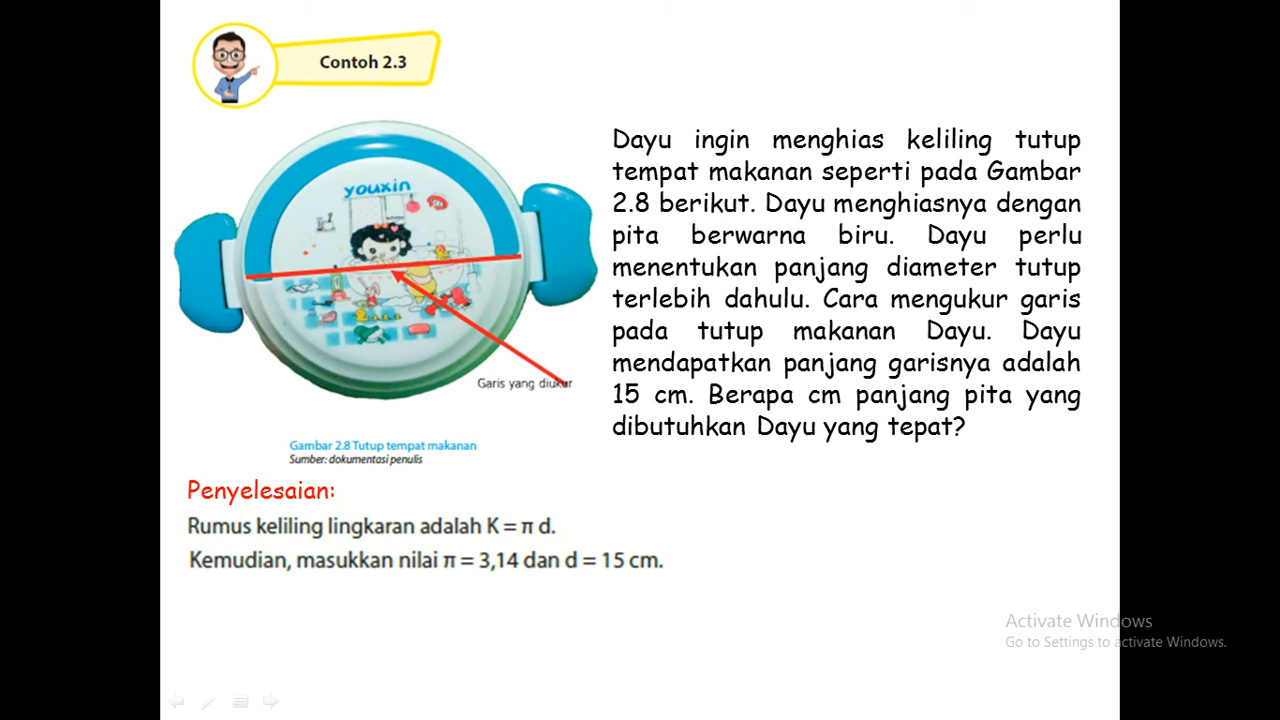 Contoh 2.3
youxin
Dayu ingin menghias keliling tutup
tempat makanan seperti pada Gambar
2.8 berikut. Dayu menghiasnya dengan
pita berwarna biru. Dayu perlu
menentukan panjang diameter tutup
terlebih dahulu. Cara mengukur garis
pada tutup makanan Dayu. Dayu
mendapatkan panjang garisnya adalah
15 cm. Berapa cm panjang pita yang
dibutuhkan Dayu yang tepat?
Garis yang diukur
Gambar 2.8 Tutup tempat makanan
Sumber: dokumentasi penulis
Penyelesaian:
Rumus keliling lingkaran adalah K = π d.
Kemudian, masukkan nilai π = 3,14 dan d = 15 cm.
Activate Windows
Go to Settings to activate Windows.